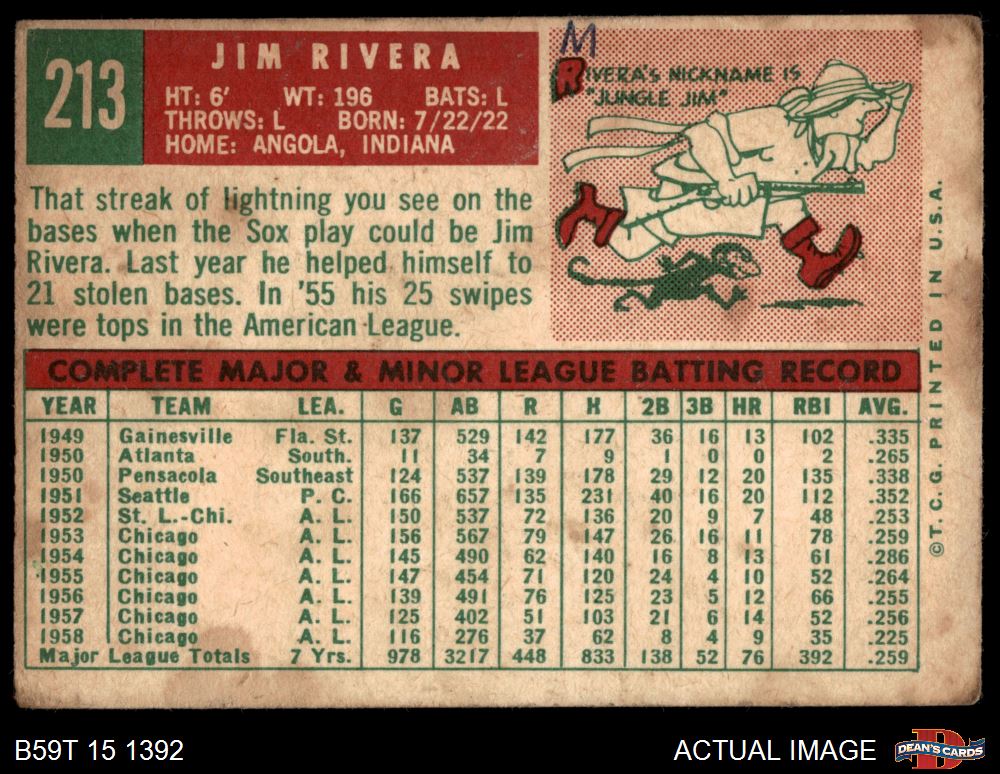 213
JIM RIVERA
HT: 6' WT: 196 BATS: L
THROWS: L BORN: 7/22/22
HOME: ANGOLA, INDIANA
M
RIVERA'S NICKNAME IS
"JUNGLE JIM"
That streak of lightning you see on the
bases when the Sox play could be Jim
Rivera. Last year he helped himself to
21 stolen bases. In '55 his 25 swipes
were tops in the American League.
COMPLETE MAJOR & MINOR LEAGUE BATTING RECORD
YEAR TEAM LEA. G AB R H 2B 3B HR RBI AVG.
1949 Gainesville Fla. St. 137 529 142 177 36 16 13 102 .335
1950 Atlanta South. 11 34 7 9 1 0 0 2 .265
1950 Pensacola Southeast 124 537 139 178 29 12 20 135 .338
1951 Seattle P. C. 166 657 135 231 40 16 20 112 .352
1952 St. L.-Chi. A. L. 150 537 72 136 20 9 7 48 .253
1953 Chicago A. L. 156 567 79 147 26 16 11 78 .259
1954 Chicago A. L. 145 490 62 140 16 8 13 61 .286
1955 Chicago A. L. 147 454 71 120 24 4 10 52 .264
1956 Chicago A. L. 139 491 76 125 23 5 12 66 .255
1957 Chicago A. L. 125 402 51 103 21 6 14 52 .256
1958 Chicago A. L. 116 276 37 62 8 4 9 35 .225
Major League Totals 7 Yrs. 978 3217 448 833 138 52 76 392 .259
©T. C. G. PRINTED IN U.S.A.
B59T 15 1392
ACTUAL IMAGE
DEAN'S CARDS